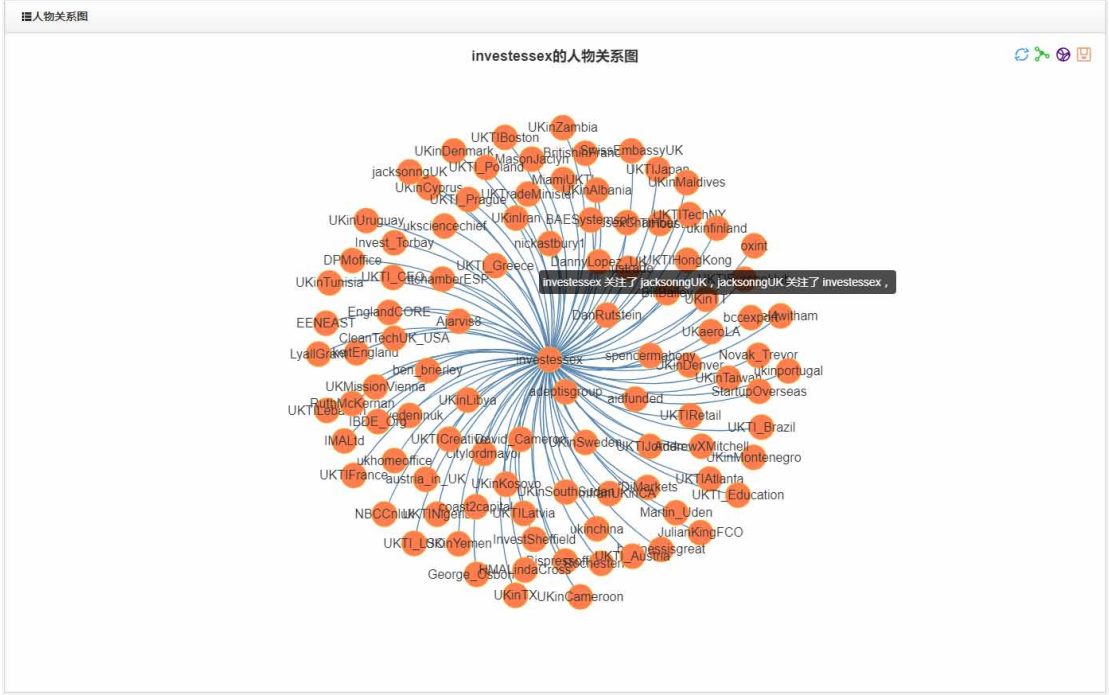 人物关系图
investessex的人物关系图
UKinZambia
UKTIBoston
UKinDenmark
MasonJaclyn
SwissEmbassyUK
UKTI_Poland
jacksonngUK
UKTIJapan
MiamiUKTI
UKinMaldives
UKinCyprus
UKinAlbania
UKTradeMinister
UKTI_Prague
UKinIran
BAESystemsplc
UKTITechNY
UKinUruguay
uksciencechief
ukinfinland
Invest_Torbay
nickastbury1
oxint
DPMoffice
UKTI_Greece
DannyLopez_UK
UKTIHongKong
UKTI_CEO
UKinTunisia
investessex 关注了 jacksonngUK , jacksonngUK 关注了 investessex ,
EnglandCORE
DanRutstein
EENEAST
Ajarvis8
bccexport
UKaeroLA
CleanTechUK_USA
LyallGrant
spencermahony
Novak_Trevor
investessex
UKinDenver
ben_brierley
ukinportugal
UKinTaiwan
UKMissionVienna
adeptisgroup
StartupOverseas
UKinLibya
aidfunded
RuthMcKernan
UKTIRetail
IBDE_Org
UKTI_Brazil
IMALtd
UKTICreative
David_Cameron
UKinSweden
AndrewXMitchell
citylordmayor
UKinMontenegro
ukhomeoffice
UKTIFrance
austria_in_UK
UKTIAtlanta
UKinKosovo
UKinSouthSudan
UKTI_Education
coast2capital
NBCCnluk
UKTILatvia
Martin_Uden
ukinchina
JulianKingFCO
InvestSheffield
UKinYemen
UKTI_Austria
HMALindaCross
UKinTX
UKinCameroon